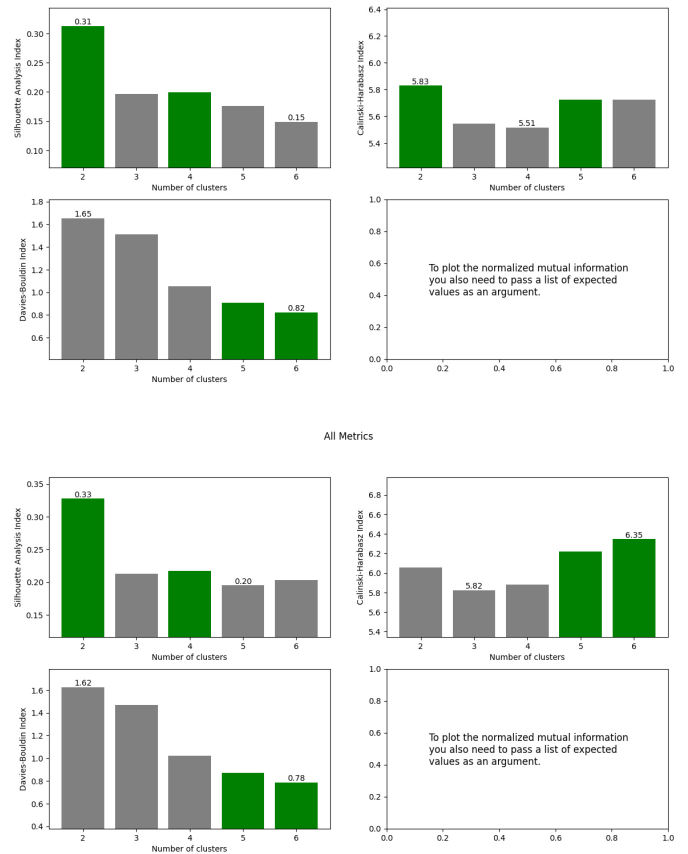 0.31
0.30
0.25
0.20
0.15
0.10
0.15
Silhouette Analysis Index
2 3 4 5 6
Number of clusters
6.4
6.2
6.0
5.8
5.6
5.4
5.83
5.51
Calinski-Harabasz Index
2 3 4 5 6
Number of clusters
1.8
1.6
1.4
1.2
1.0
0.8
0.6
1.65
0.82
Davies-Bouldin Index
2 3 4 5 6
Number of clusters
1.0
0.8
0.6
0.4
0.2
0.0
To plot the normalized mutual information
you also need to pass a list of expected
values as an argument.
0.0 0.2 0.4 0.6 0.8 1.0
All Metrics
0.35
0.30
0.25
0.20
0.15
0.33
0.20
Silhouette Analysis Index
2 3 4 5 6
Number of clusters
6.8
6.6
6.4
6.2
6.0
5.8
5.6
5.4
5.82
6.35
Calinski-Harabasz Index
2 3 4 5 6
Number of clusters
1.6
1.4
1.2
1.0
0.8
0.6
0.4
1.62
0.78
Davies-Bouldin Index
2 3 4 5 6
Number of clusters
1.0
0.8
0.6
0.4
0.2
0.0
To plot the normalized mutual information
you also need to pass a list of expected
values as an argument.
0.0 0.2 0.4 0.6 0.8 1.0